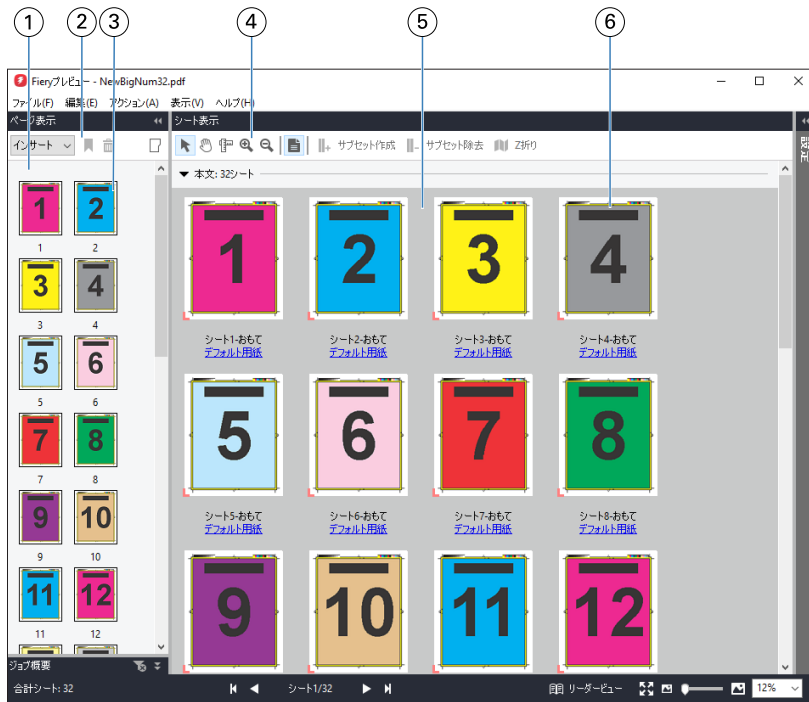 1 2 3 4 5 6
Fieryプレビュー - NewBigNum32.pdf
ファイル(F) 編集(E) アクション(A) 表示(V) ヘルプ(H)
ページ表示
シート表示
設定
インサート
サブセット作成 サブセット除去 Z折り
本文: 32シート
1 2
1 2
3 4
3 4
5 6
5 6
7 8
7 8
9 10
9 10
11 12
11 12
1 2 3 4
シート1-おもて シート2-おもて シート3-おもて シート4-おもて
デフォルト用紙 デフォルト用紙 デフォルト用紙 デフォルト用紙
5 6 7 8
シート5-おもて シート6-おもて シート7-おもて シート8-おもて
デフォルト用紙 デフォルト用紙 デフォルト用紙 デフォルト用紙
9 10 11 12
ジョブ概要
合計シート: 32
シート1/32
リーダービュー
12%